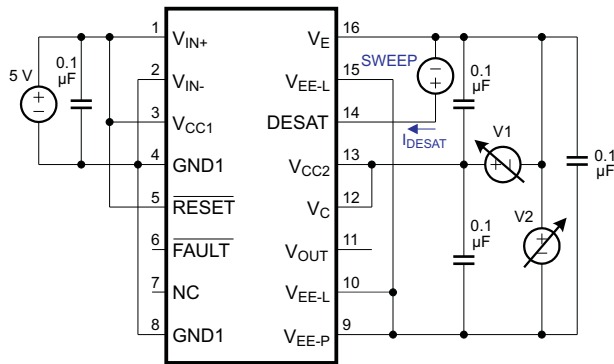 1 V_IN+ V_E 16
SWEEP
5 V
0.1 µF
2 V_IN- V_EE-L 15
0.1 µF
3 V_CC1 DESAT 14
I_DESAT
V1
4 GND1 V_CC2 13
0.1 µF
5 RESET V_C 12
0.1 µF
V2
6 FAULT V_OUT 11
7 NC V_EE-L 10
8 GND1 V_EE-P 9